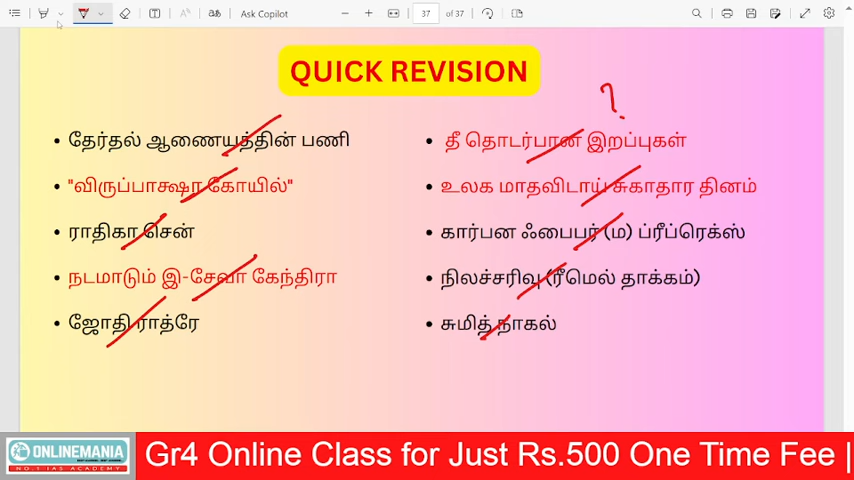 Ask Copilot
37 of 37
QUICK REVISION
?
• தேர்தல் ஆணையத்தின் பணி
• "விருப்பாக்ஷா கோயில்"
• ராதிகா சென்
• நடமாடும் இ-சேவா கேந்திரா
• ஜோதி ராத்ரே
• தீ தொடர்பான இறப்புகள்
• உலக மாதவிடாய் சுகாதார தினம்
• கார்பன ஃபைபர் (ம) ப்ரீப்ரெக்ஸ்
• நிலச்சரிவு (ரீமெல் தாக்கம்)
• சுமித் நாகல்
ONLINEMANIA
NO.1 IAS ACADEMY
Gr4 Online Class for Just Rs.500 One Time Fee |